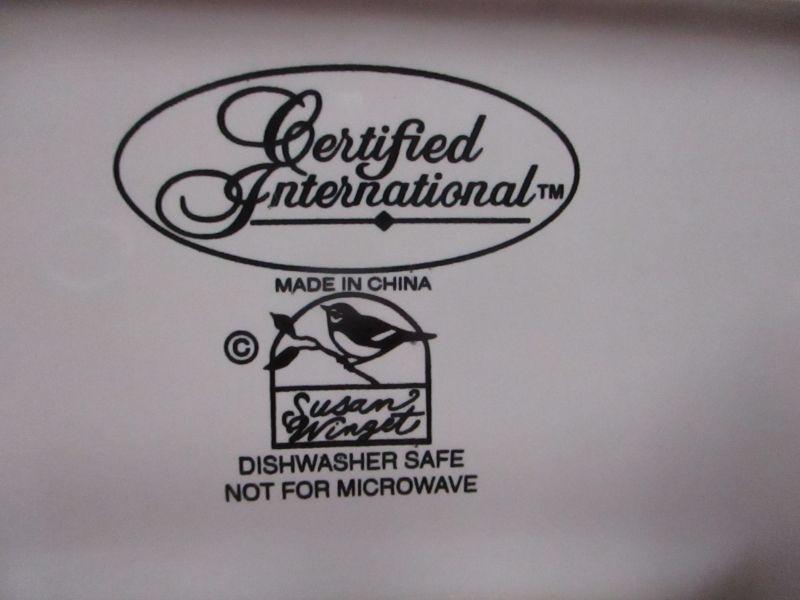 Certified
International™
MADE IN CHINA
©
Susan
Winget
DISHWASHER SAFE
NOT FOR MICROWAVE